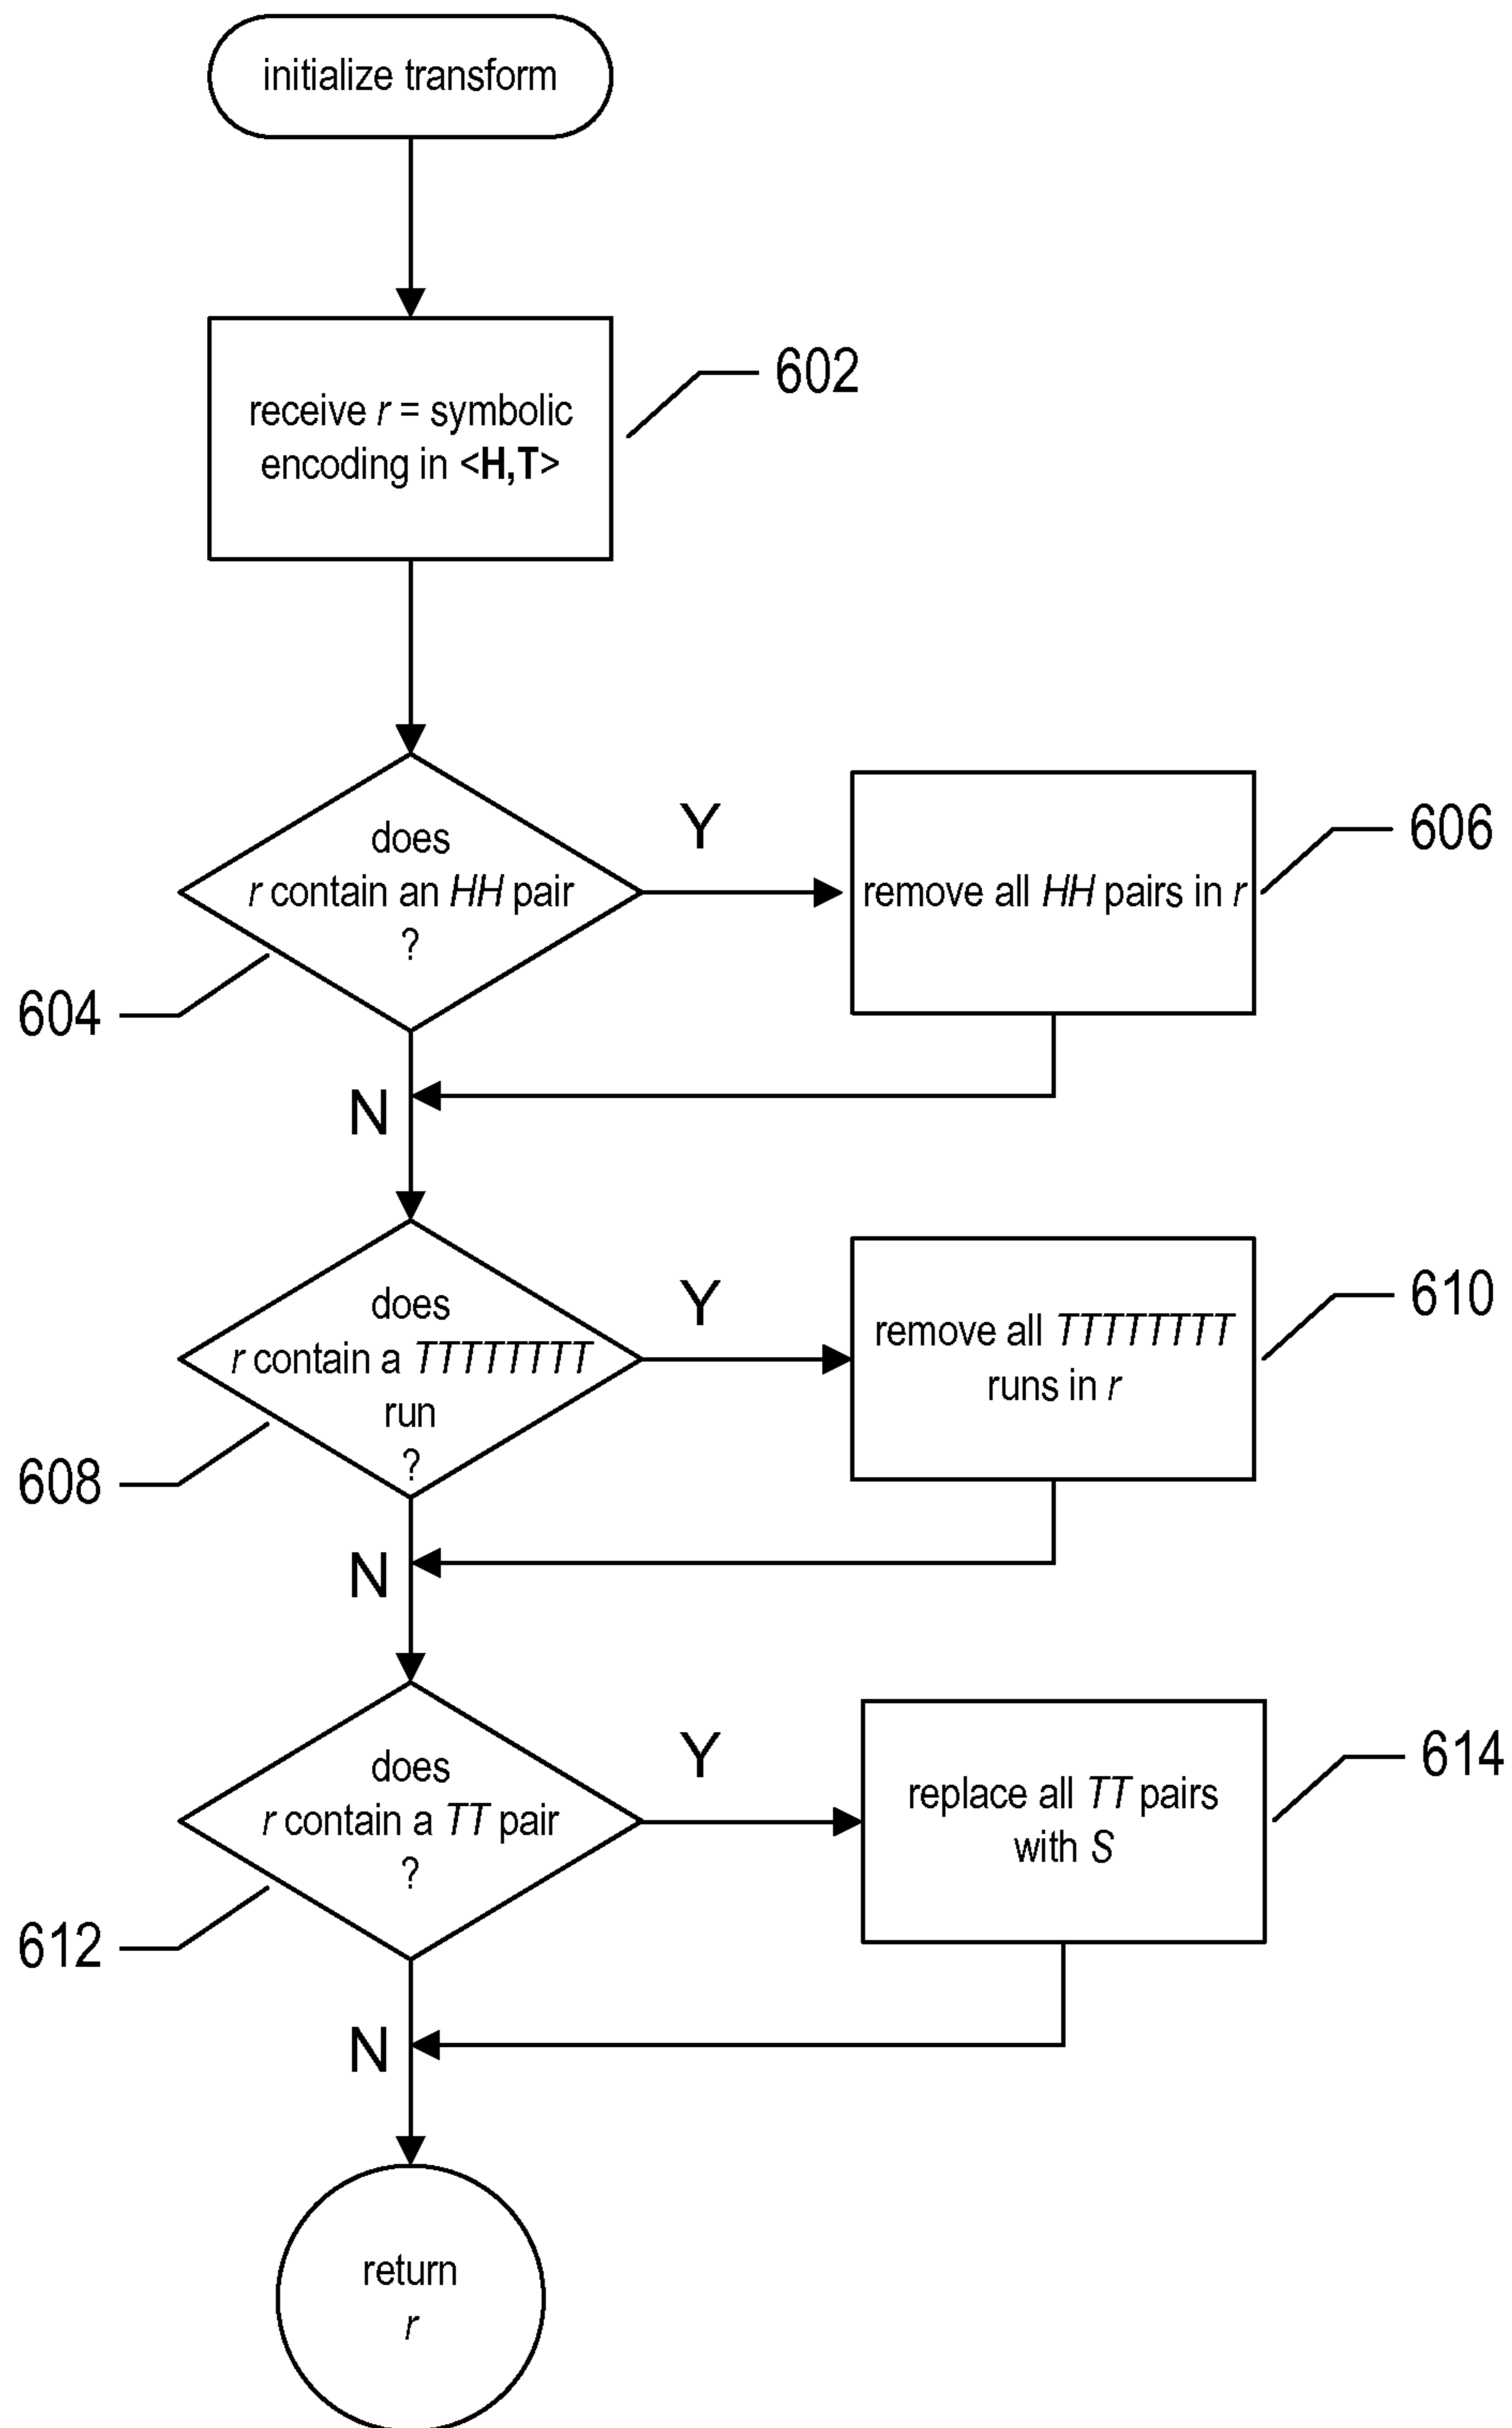 initialize transform
receive r = symbolic
encoding in <H,T>
602
does
r contain an HH pair
?
Y
remove all HH pairs in r
606
604
N
does
r contain a TTTTTTTT
run
?
Y
remove all TTTTTTTT
runs in r
610
608
N
does
r contain a TT pair
?
Y
replace all TT pairs
with S
614
612
N
return
r